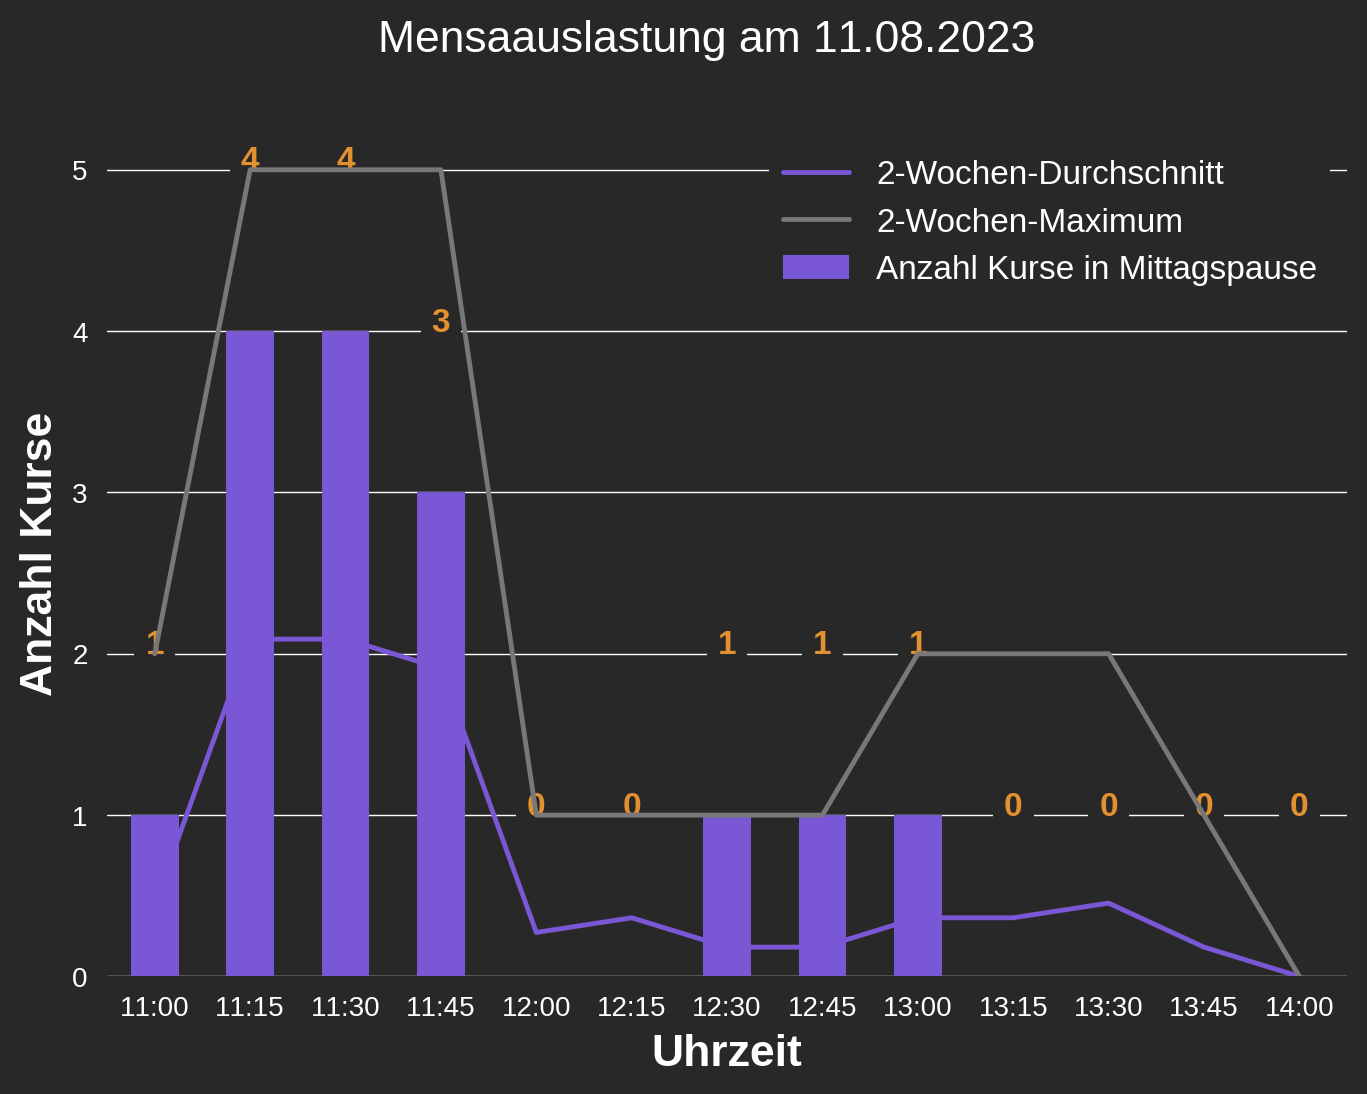 Mensaauslastung am 11.08.2023
2-Wochen-Durchschnitt
2-Wochen-Maximum
Anzahl Kurse in Mittagspause
Anzahl Kurse
5
4
3
2
1
0
4 4
3
1 1 1 1
0 0 0 0 0 0
11:00 11:15 11:30 11:45 12:00 12:15 12:30 12:45 13:00 13:15 13:30 13:45 14:00
Uhrzeit